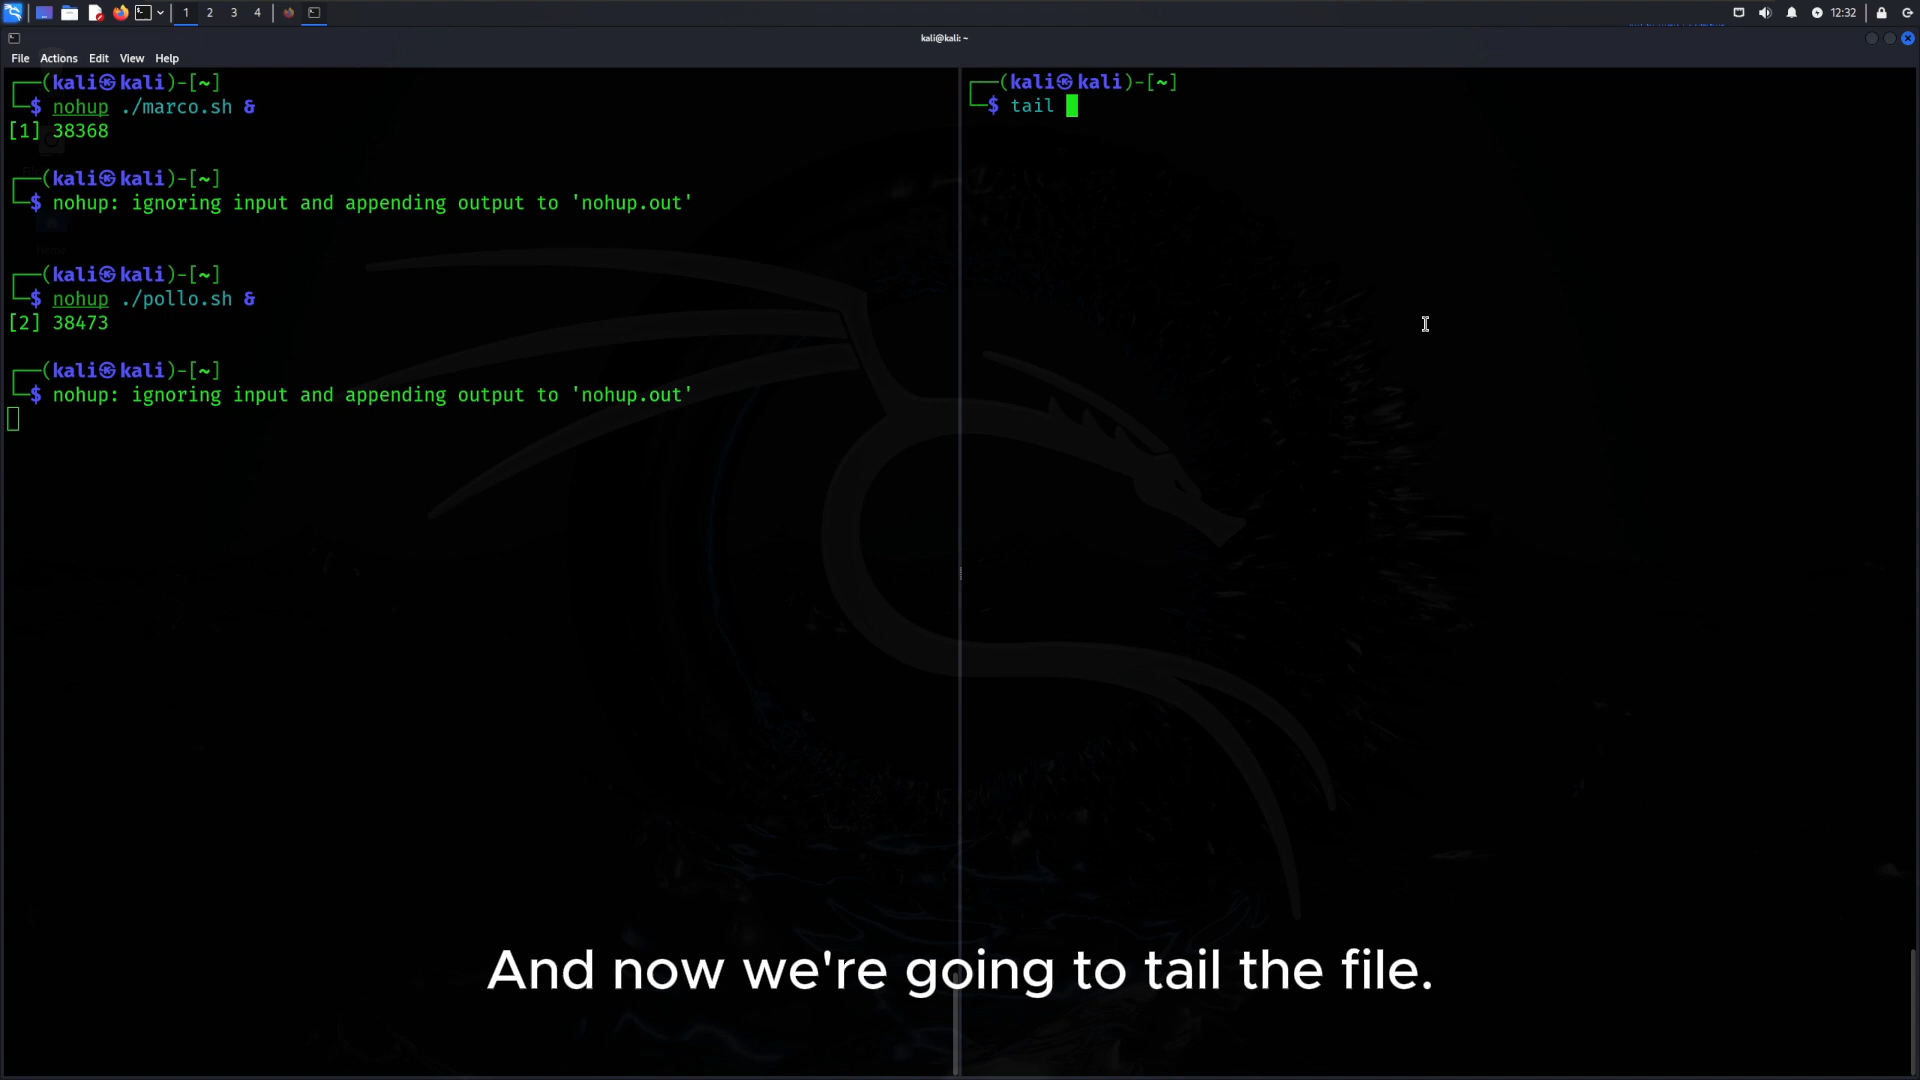 1 2 3 4
12:32
kali@kali: ~
File Actions Edit View Help
┌──(kali㉿kali)-[~]
└─$ nohup ./marco.sh &
[1] 38368
┌──(kali㉿kali)-[~]
└─$ nohup: ignoring input and appending output to 'nohup.out'
┌──(kali㉿kali)-[~]
└─$ nohup ./pollo.sh &
[2] 38473
┌──(kali㉿kali)-[~]
└─$ nohup: ignoring input and appending output to 'nohup.out'
┌──(kali㉿kali)-[~]
└─$ tail
And now we're going to tail the file.